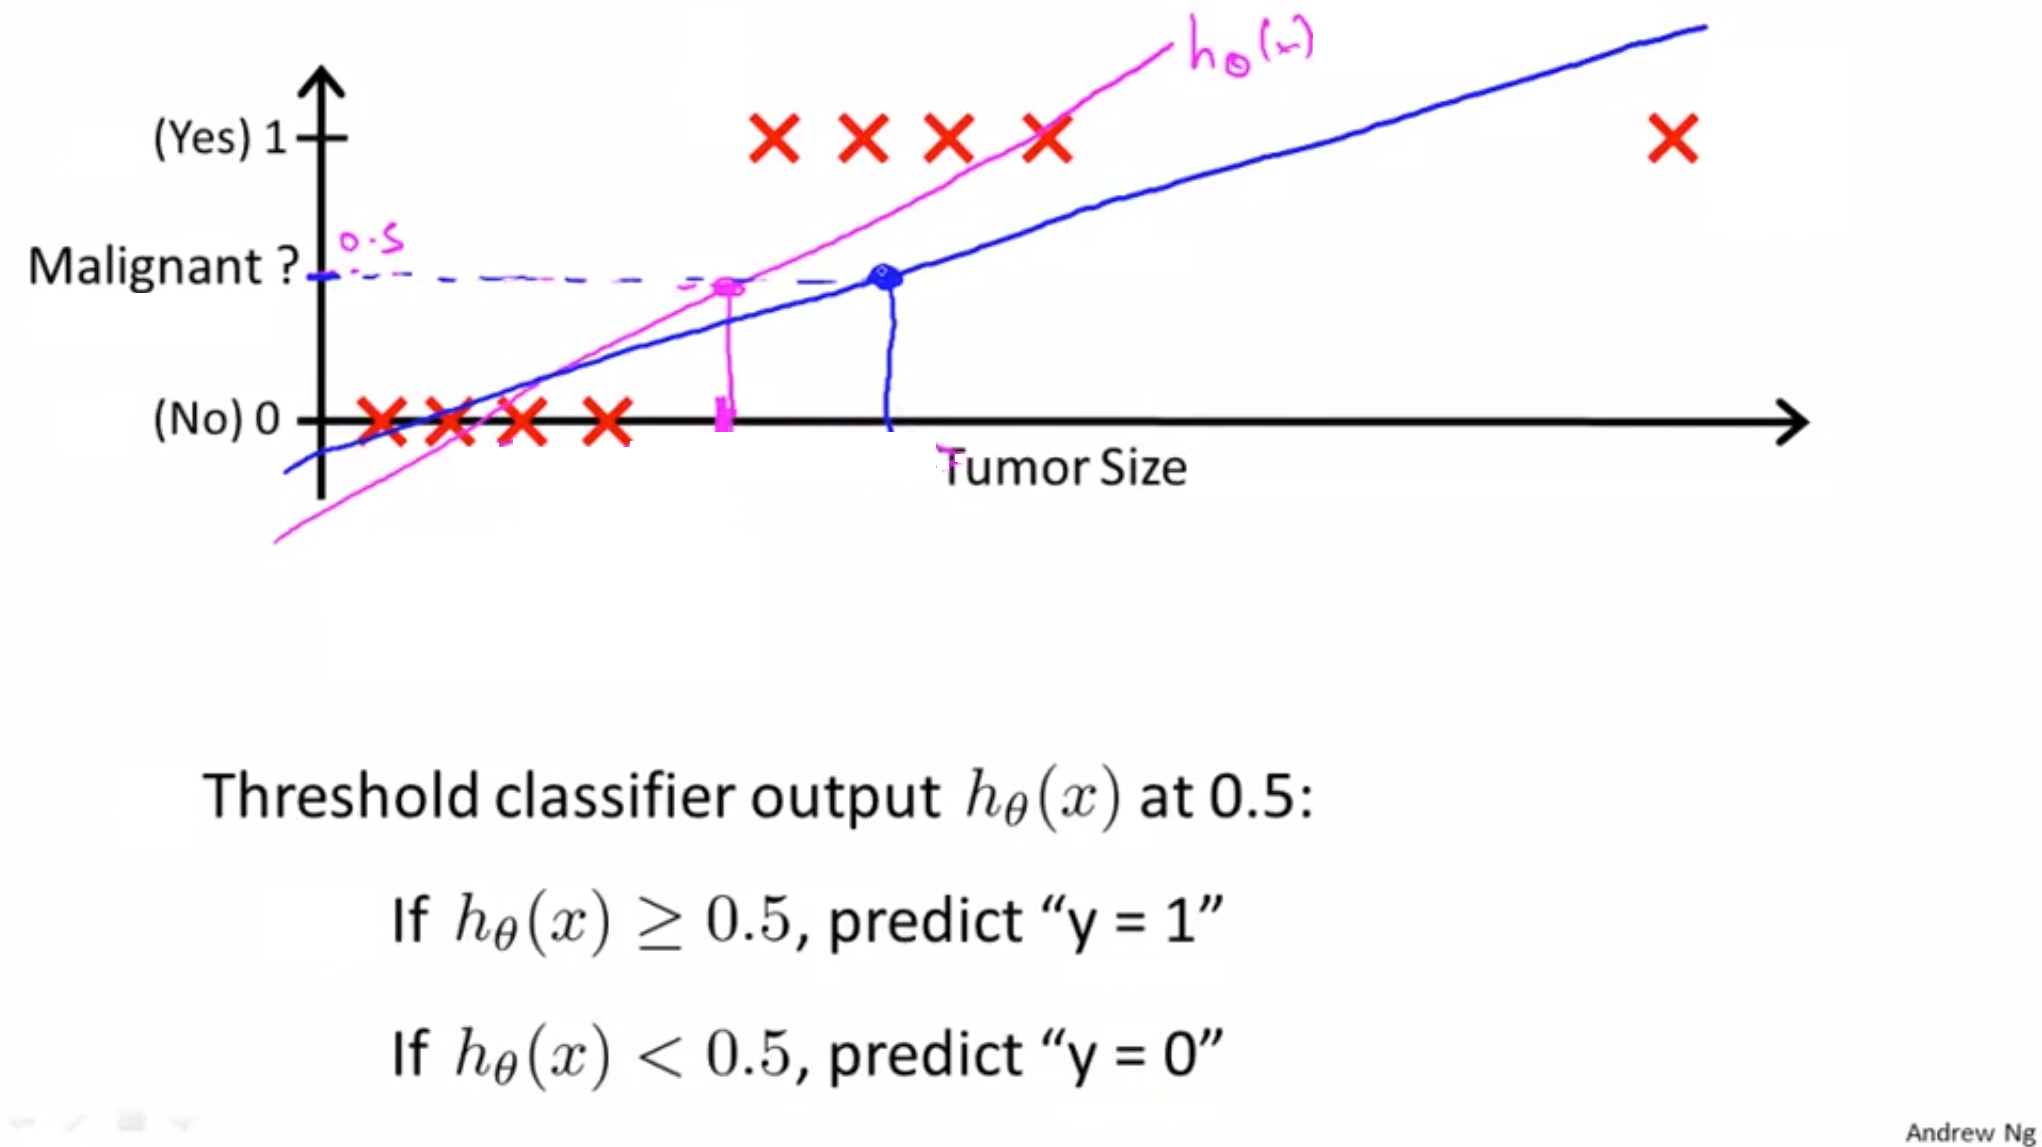 hθ(x)
(Yes) 1
0.5
Malignant ?
(No) 0
Tumor Size
Threshold classifier output hθ(x) at 0.5:
If hθ(x) ≥ 0.5, predict “y = 1”
If hθ(x) < 0.5, predict “y = 0”
Andrew Ng